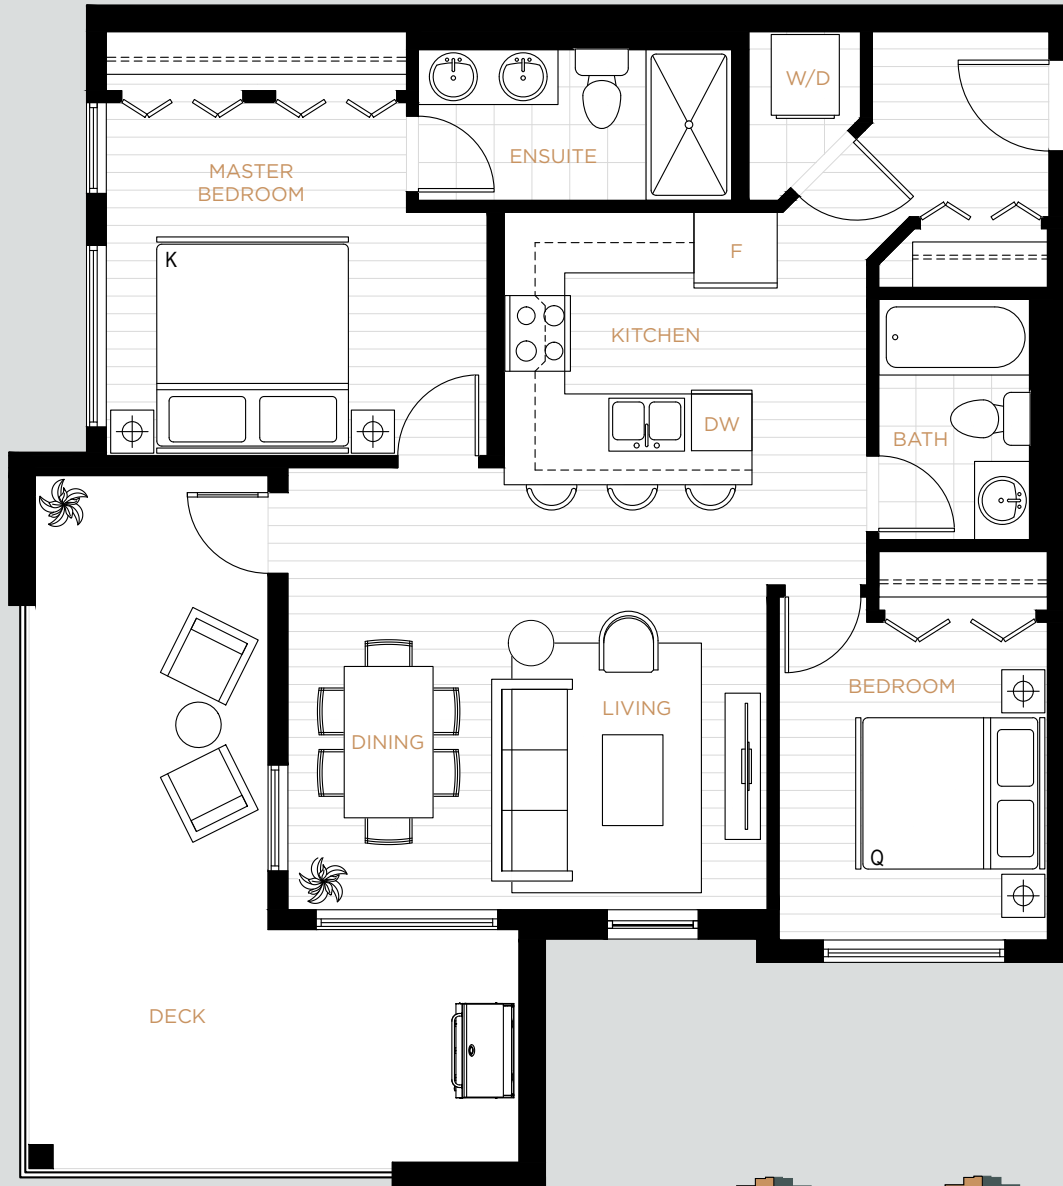 W/D
ENSUITE
MASTER
BEDROOM
K
F
KITCHEN
DW
BATH
BEDROOM
LIVING
DINING
Q
DECK